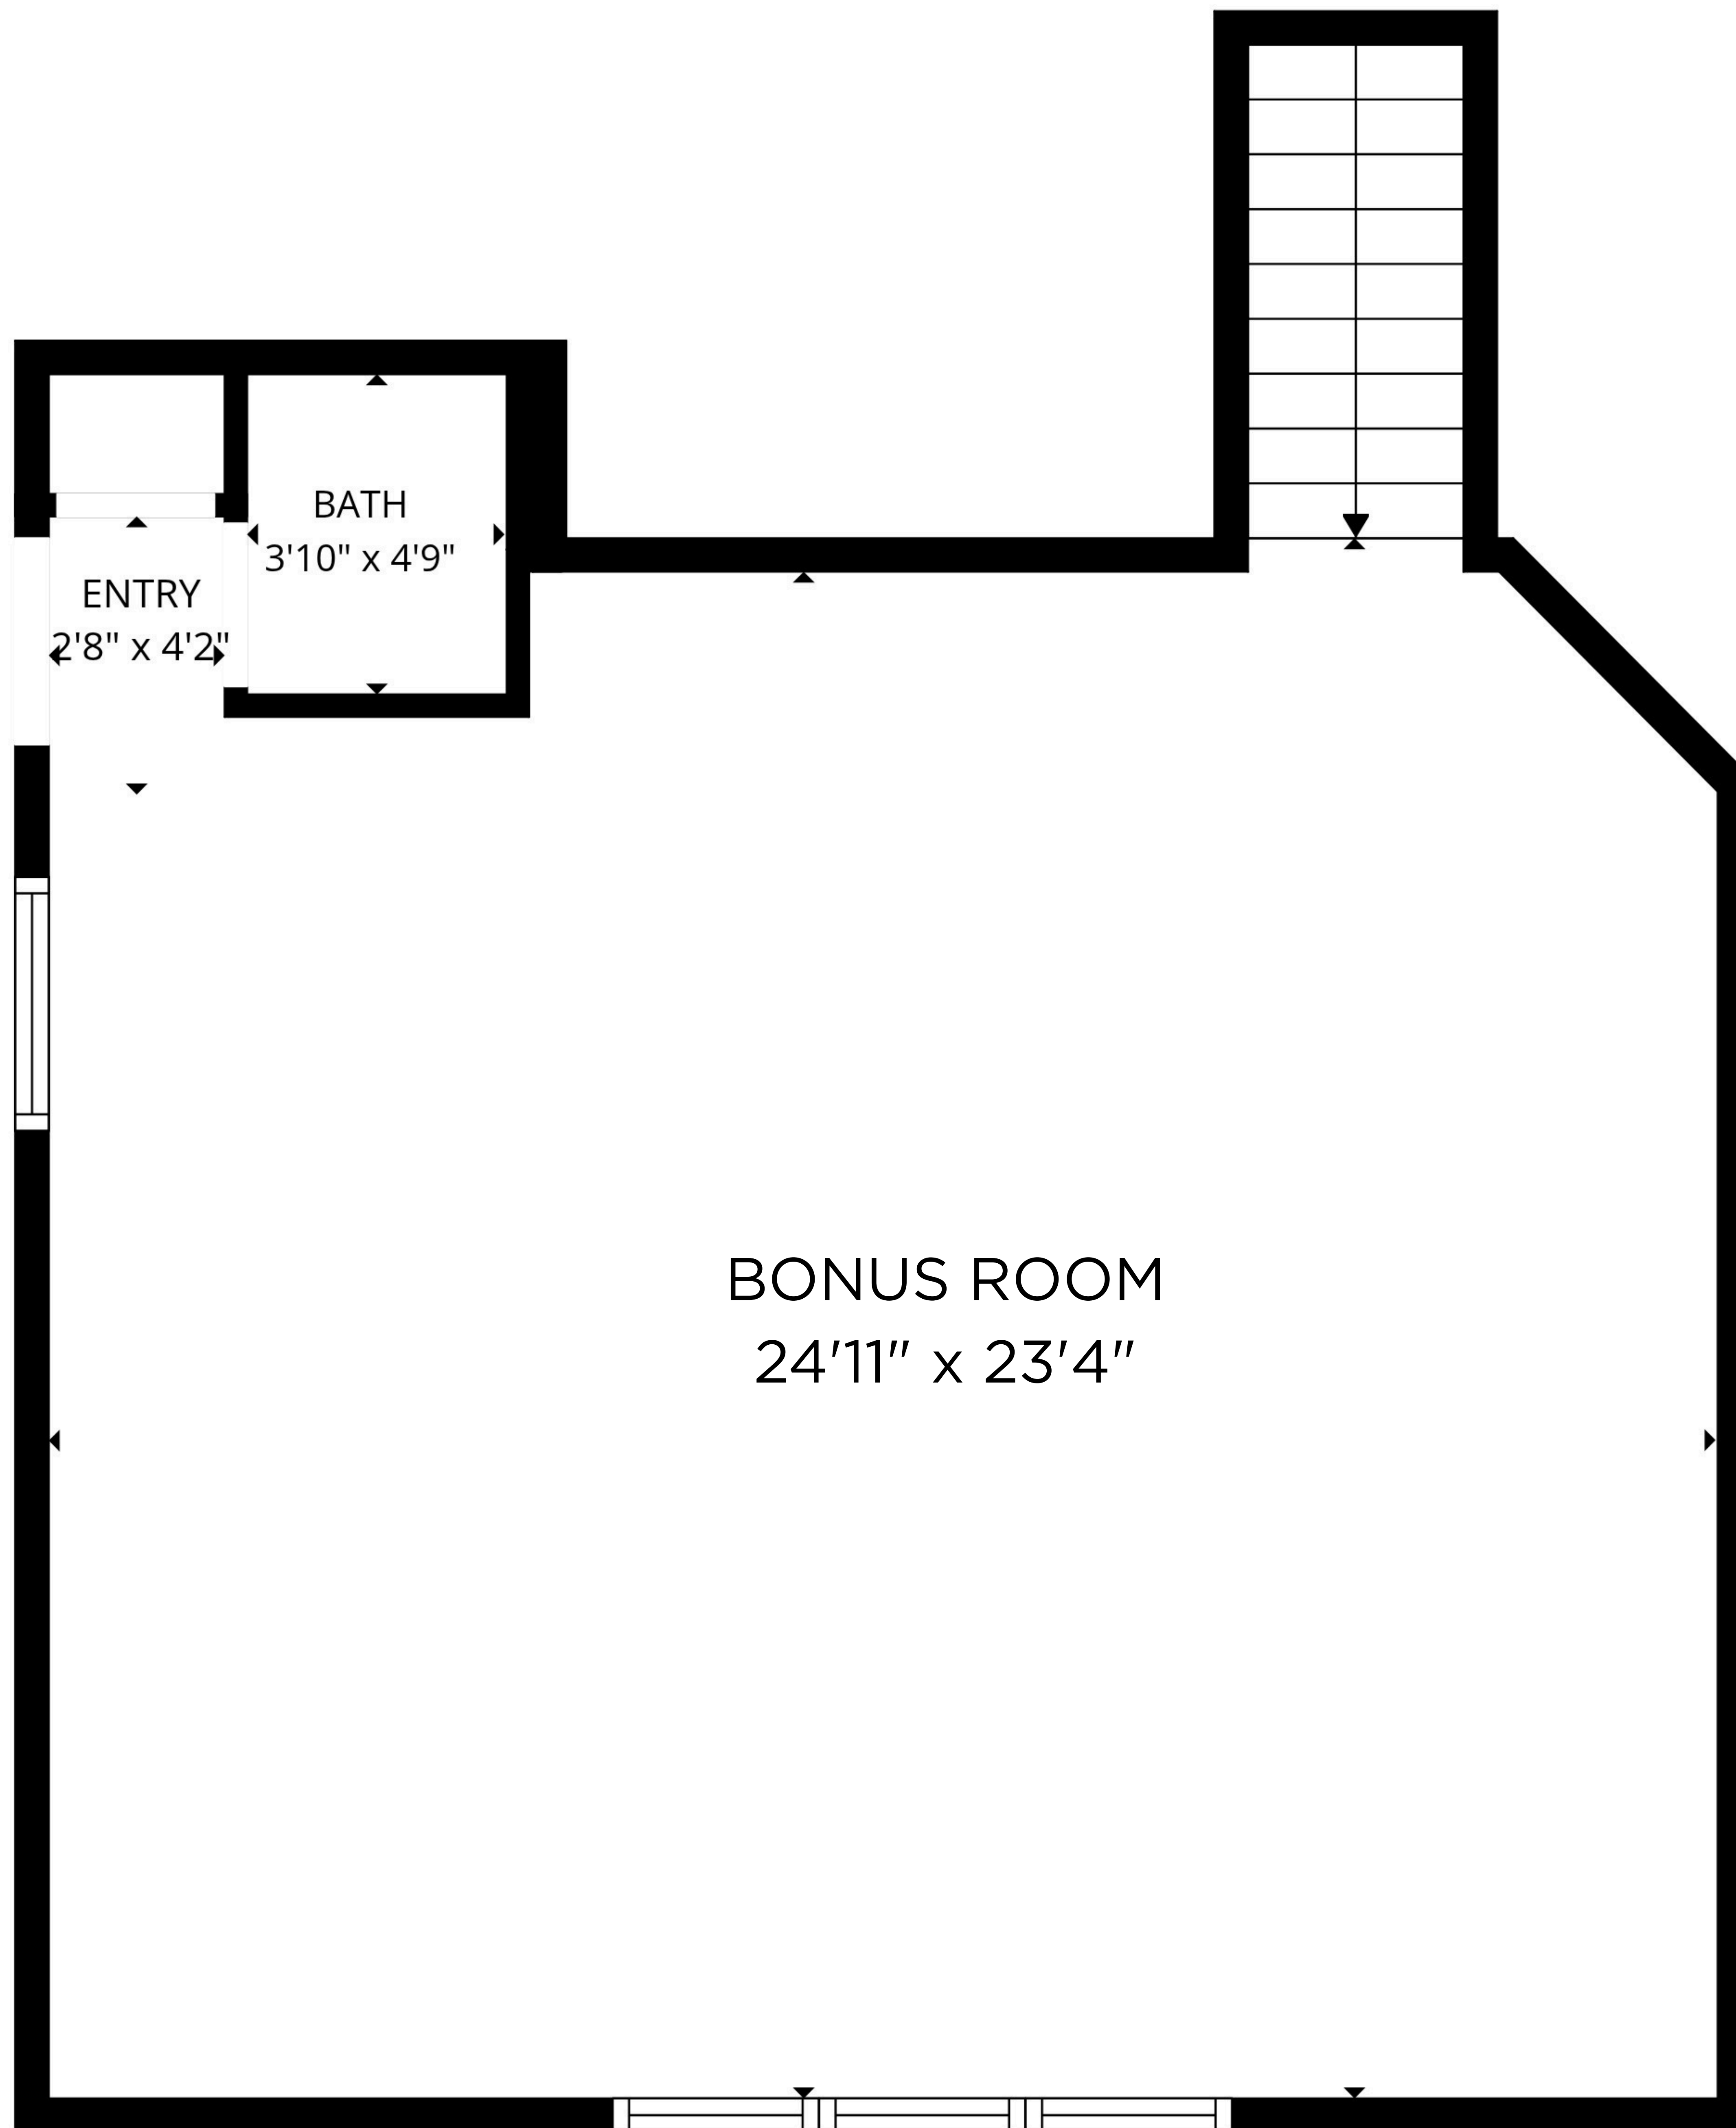 BATH
3'10" x 4'9"
ENTRY
2'8" x 4'2"
BONUS ROOM
24'11" x 23'4"